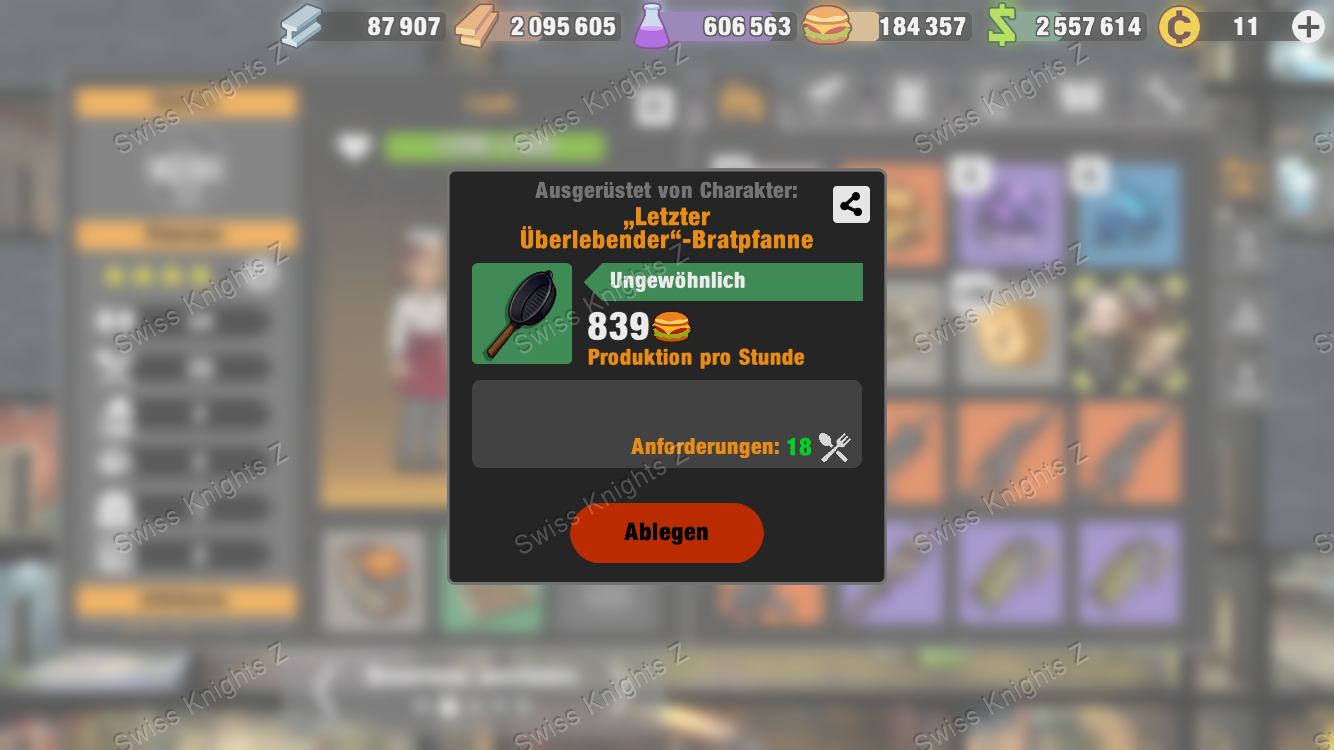 87 907 2 095 605 606 563 184 357 2 557 614 11
Ausgerüstet von Charakter:
„Letzter
Überlebender“-Bratpfanne
Ungewöhnlich
839
Produktion pro Stunde
Anforderungen: 18
Ablegen
Swiss Knights Z
Swiss Knights Z
Swiss Knights Z
Swiss Knights Z
Swiss Knights Z
Swiss Knights Z
Swiss Knights Z
Swiss Knights Z
Swiss Knights Z
Swiss Knights Z
Swiss Knights Z
Swiss Knights Z